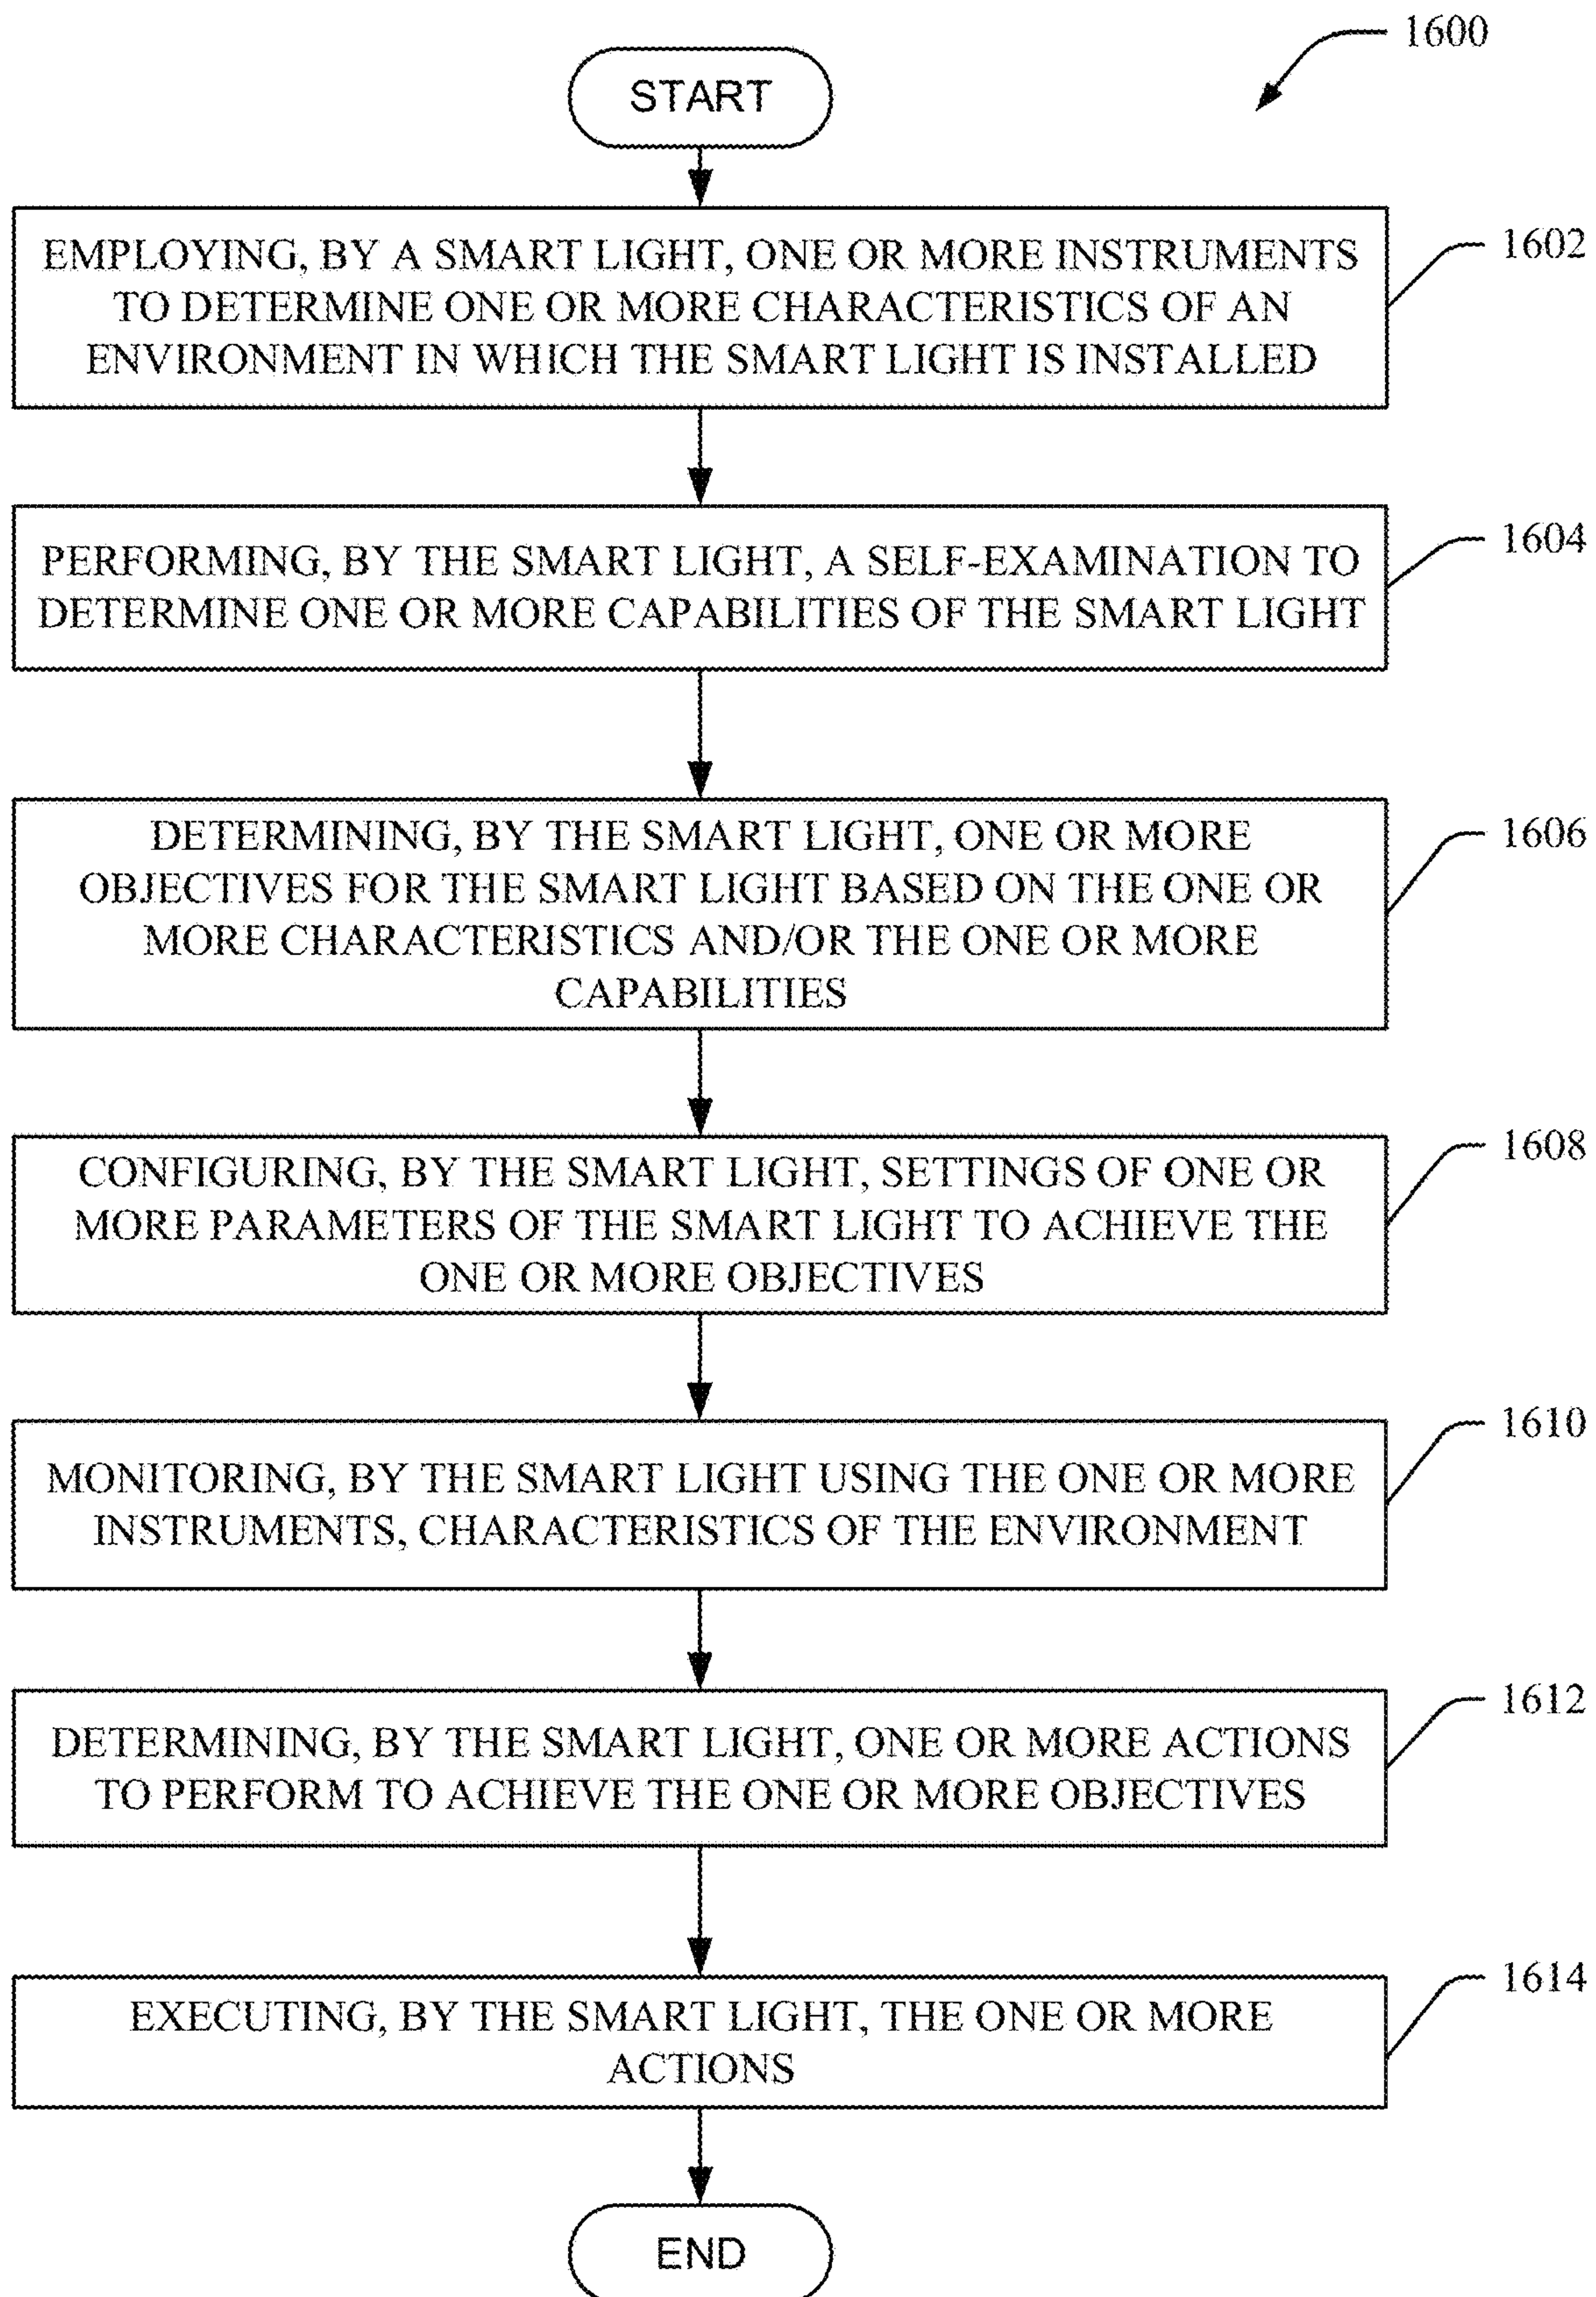 1600
START
EMPLOYING, BY A SMART LIGHT, ONE OR MORE INSTRUMENTS
TO DETERMINE ONE OR MORE CHARACTERISTICS OF AN
ENVIRONMENT IN WHICH THE SMART LIGHT IS INSTALLED
1602
PERFORMING, BY THE SMART LIGHT, A SELF-EXAMINATION TO
DETERMINE ONE OR MORE CAPABILITIES OF THE SMART LIGHT
1604
DETERMINING, BY THE SMART LIGHT, ONE OR MORE
OBJECTIVES FOR THE SMART LIGHT BASED ON THE ONE OR
MORE CHARACTERISTICS AND/OR THE ONE OR MORE
CAPABILITIES
1606
CONFIGURING, BY THE SMART LIGHT, SETTINGS OF ONE OR
MORE PARAMETERS OF THE SMART LIGHT TO ACHIEVE THE
ONE OR MORE OBJECTIVES
1608
MONITORING, BY THE SMART LIGHT USING THE ONE OR MORE
INSTRUMENTS, CHARACTERISTICS OF THE ENVIRONMENT
1610
DETERMINING, BY THE SMART LIGHT, ONE OR MORE ACTIONS
TO PERFORM TO ACHIEVE THE ONE OR MORE OBJECTIVES
1612
EXECUTING, BY THE SMART LIGHT, THE ONE OR MORE
ACTIONS
1614
END